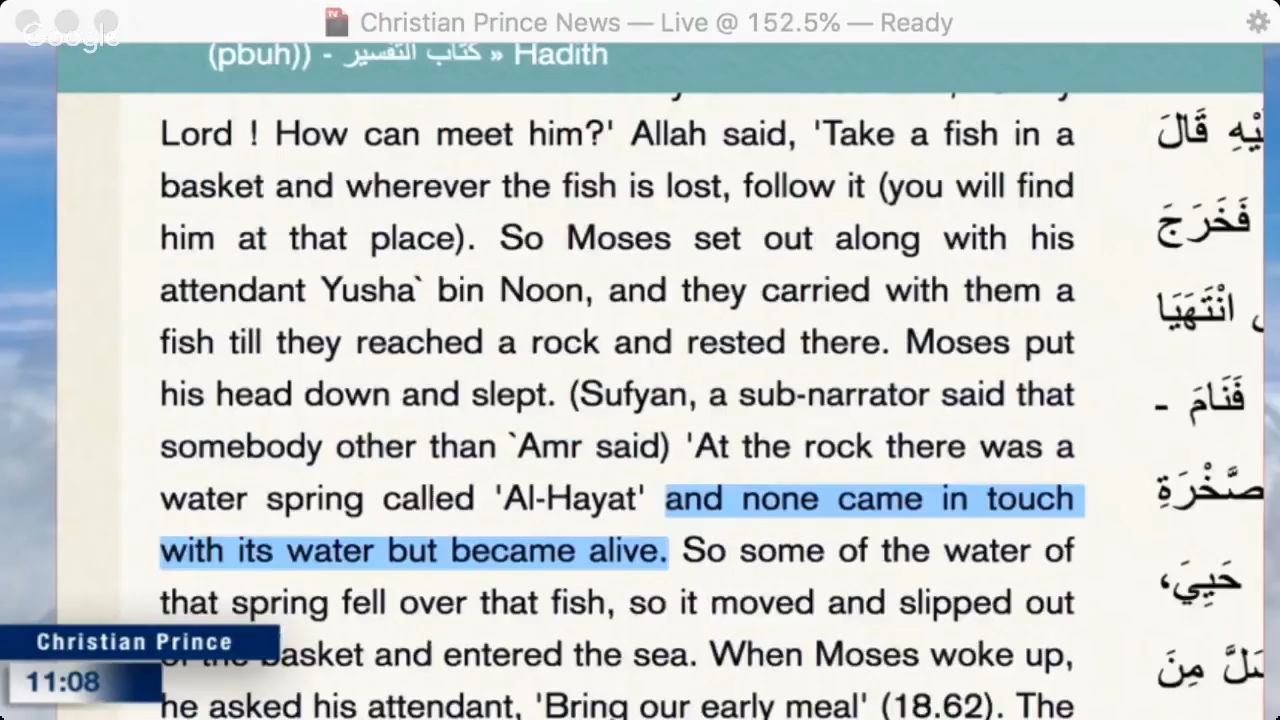 Christian Prince News — Live @ 152.5% — Ready
Google
(pbuh)) - كتاب التفسير » Hadith
Lord ! How can meet him?' Allah said, 'Take a fish in a
basket and wherever the fish is lost, follow it (you will find
him at that place). So Moses set out along with his
attendant Yusha` bin Noon, and they carried with them a
fish till they reached a rock and rested there. Moses put
his head down and slept. (Sufyan, a sub-narrator said that
somebody other than `Amr said) 'At the rock there was a
water spring called 'Al-Hayat' and none came in touch
with its water but became alive. So some of the water of
that spring fell over that fish, so it moved and slipped out
of the basket and entered the sea. When Moses woke up,
he asked his attendant, 'Bring our early meal' (18.62). The
قَالَ
فَخَرَجَ
انْتَهَيَا
فَنَامَ -
حَيِيَ،
مِنَ
Christian Prince
11:08